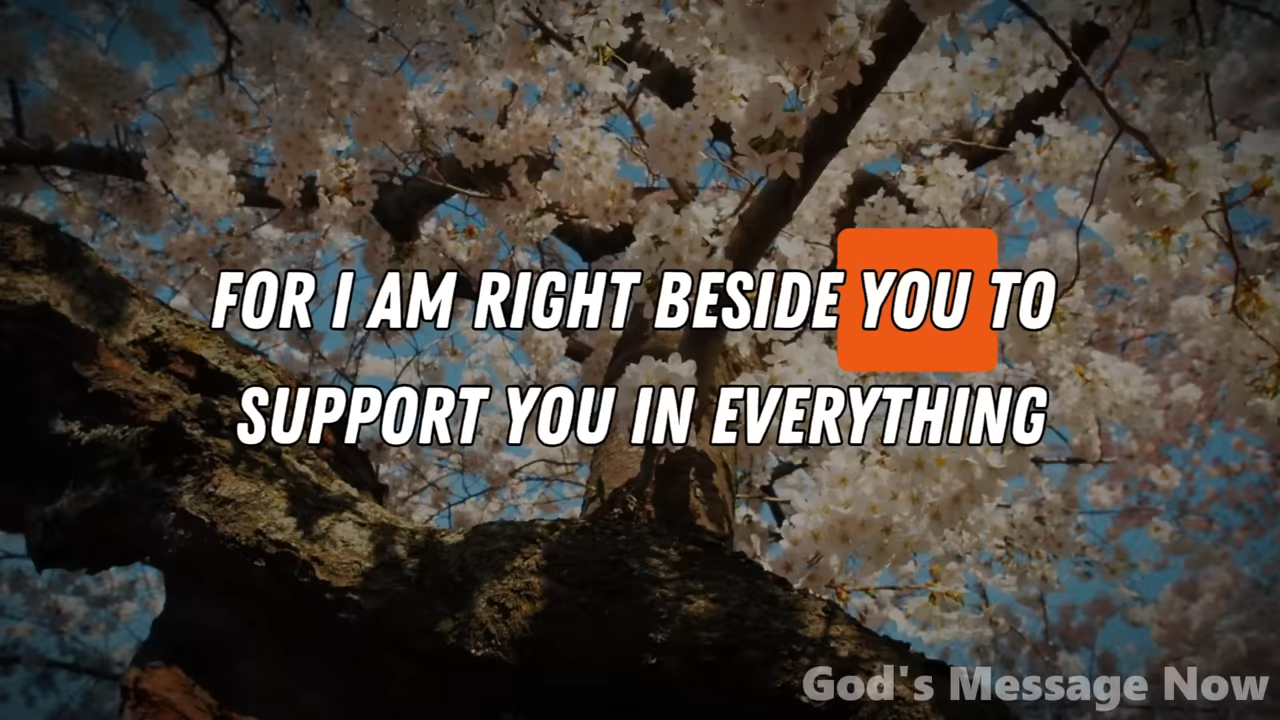 FOR I AM RIGHT BESIDE YOU TO
SUPPORT YOU IN EVERYTHING
God's Message Now